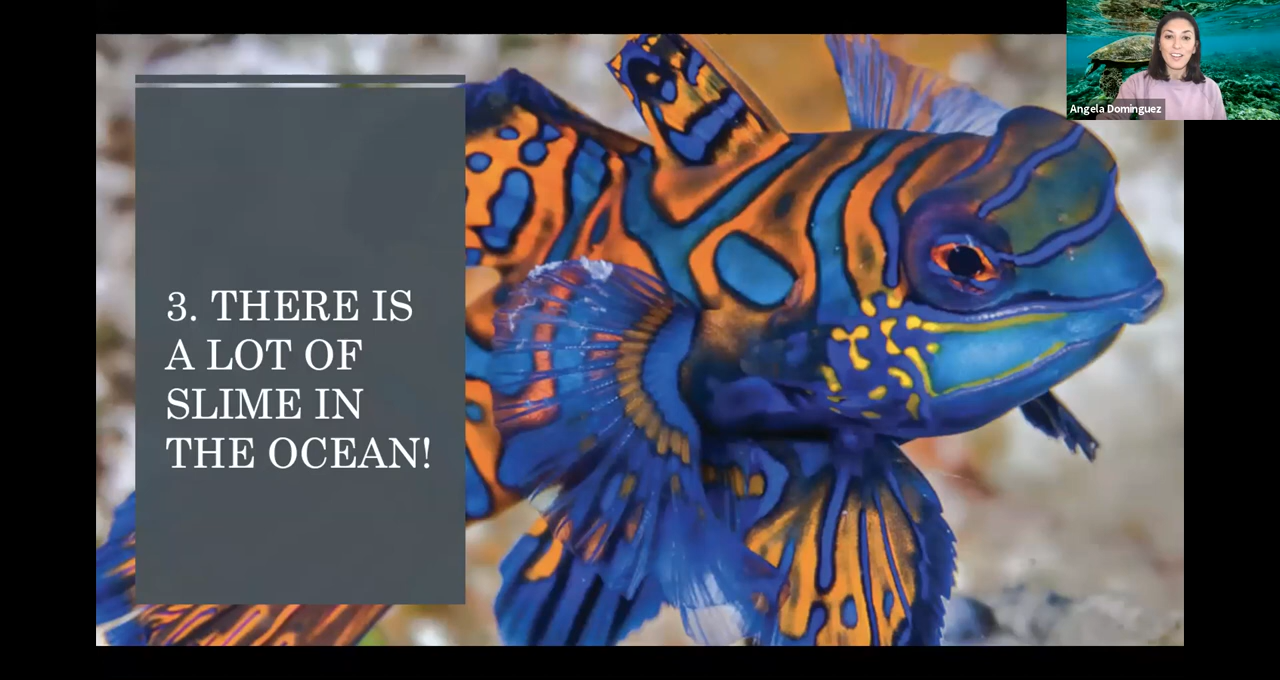 3. THERE IS
A LOT OF
SLIME IN
THE OCEAN!
Angela Dominguez